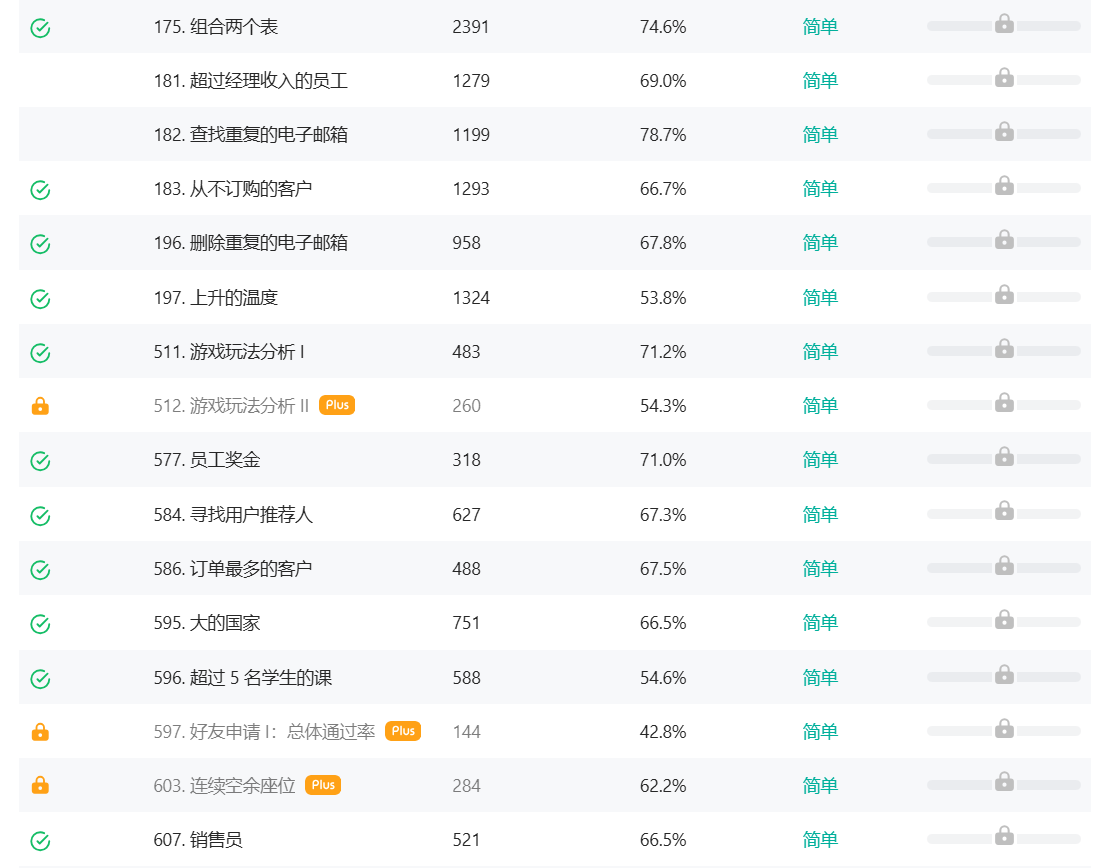 175. 组合两个表 2391 74.6% 简单
181. 超过经理收入的员工 1279 69.0% 简单
182. 查找重复的电子邮箱 1199 78.7% 简单
183. 从不订购的客户 1293 66.7% 简单
196. 删除重复的电子邮箱 958 67.8% 简单
197. 上升的温度 1324 53.8% 简单
511. 游戏玩法分析 I 483 71.2% 简单
512. 游戏玩法分析 II Plus 260 54.3% 简单
577. 员工奖金 318 71.0% 简单
584. 寻找用户推荐人 627 67.3% 简单
586. 订单最多的客户 488 67.5% 简单
595. 大的国家 751 66.5% 简单
596. 超过 5 名学生的课 588 54.6% 简单
597. 好友申请 I：总体通过率 Plus 144 42.8% 简单
603. 连续空余座位 Plus 284 62.2% 简单
607. 销售员 521 66.5% 简单